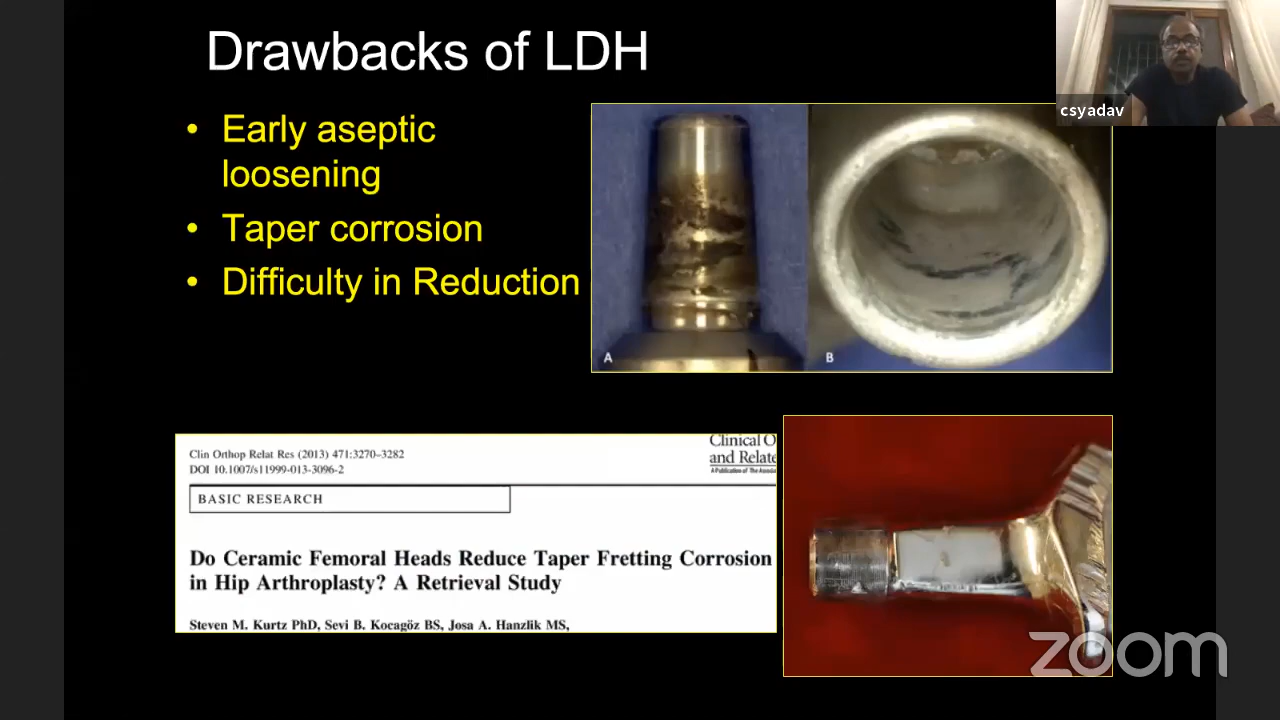 Drawbacks of LDH
csyadav
• Early aseptic
loosening
• Taper corrosion
• Difficulty in Reduction
A
B
Clin Orthop Relat Res (2013) 471:3270–3282
DOI 10.1007/s11999-013-3096-2
Clinical O
and Relate
A Publication of The Associa
BASIC RESEARCH
Do Ceramic Femoral Heads Reduce Taper Fretting Corrosion
in Hip Arthroplasty? A Retrieval Study
Steven M. Kurtz PhD, Sevi B. Kocagöz BS, Josa A. Hanzlik MS,
zoom